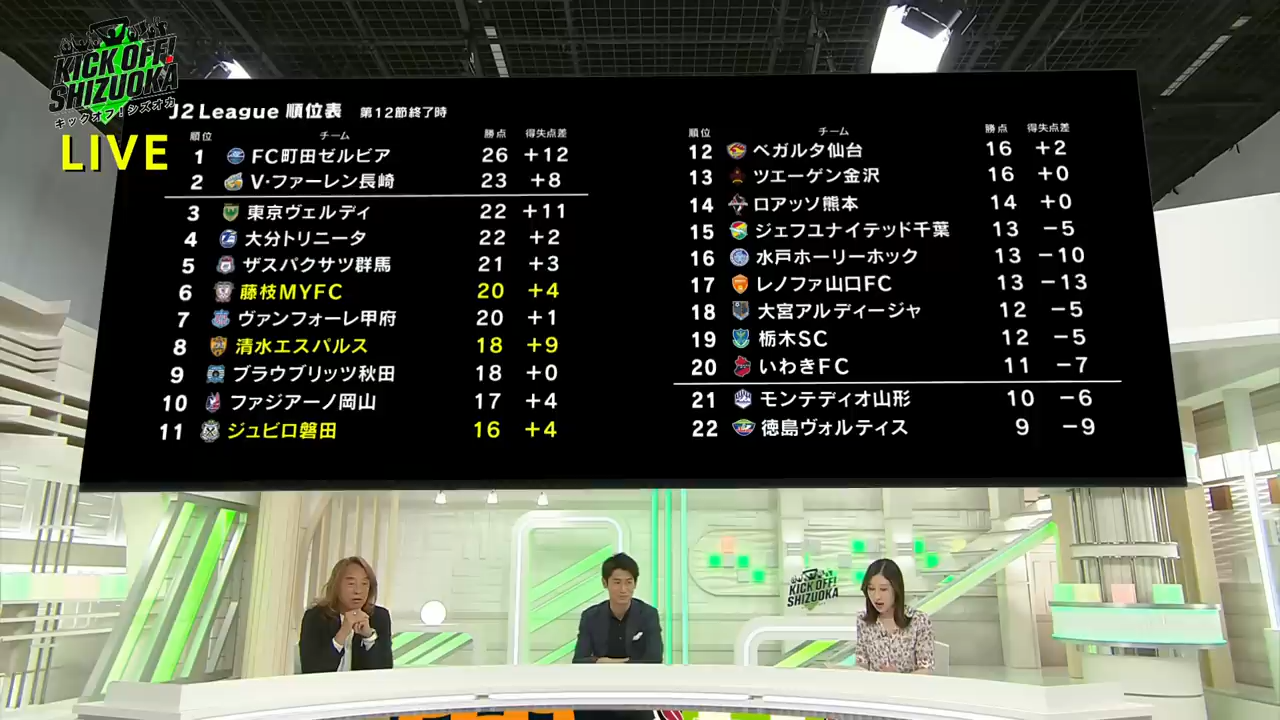 KICK OFF!
SHIZUOKA
キックオフ!シズオカ
LIVE
J2 League 順位表 第12節終了時
順位 チーム 勝点 得失点差
1 FC町田ゼルビア 26 +12
2 V・ファーレン長崎 23 +8
3 東京ヴェルディ 22 +11
4 大分トリニータ 22 +2
5 ザスパクサツ群馬 21 +3
6 藤枝MYFC 20 +4
7 ヴァンフォーレ甲府 20 +1
8 清水エスパルス 18 +9
9 ブラウブリッツ秋田 18 +0
10 ファジアーノ岡山 17 +4
11 ジュビロ磐田 16 +4
順位 チーム 勝点 得失点差
12 ベガルタ仙台 16 +2
13 ツエーゲン金沢 16 +0
14 ロアッソ熊本 14 +0
15 ジェフユナイテッド千葉 13 −5
16 水戸ホーリーホック 13 −10
17 レノファ山口FC 13 −13
18 大宮アルディージャ 12 −5
19 栃木SC 12 −5
20 いわきFC 11 −7
21 モンテディオ山形 10 −6
22 徳島ヴォルティス 9 −9
KICK OFF!
SHIZUOKA